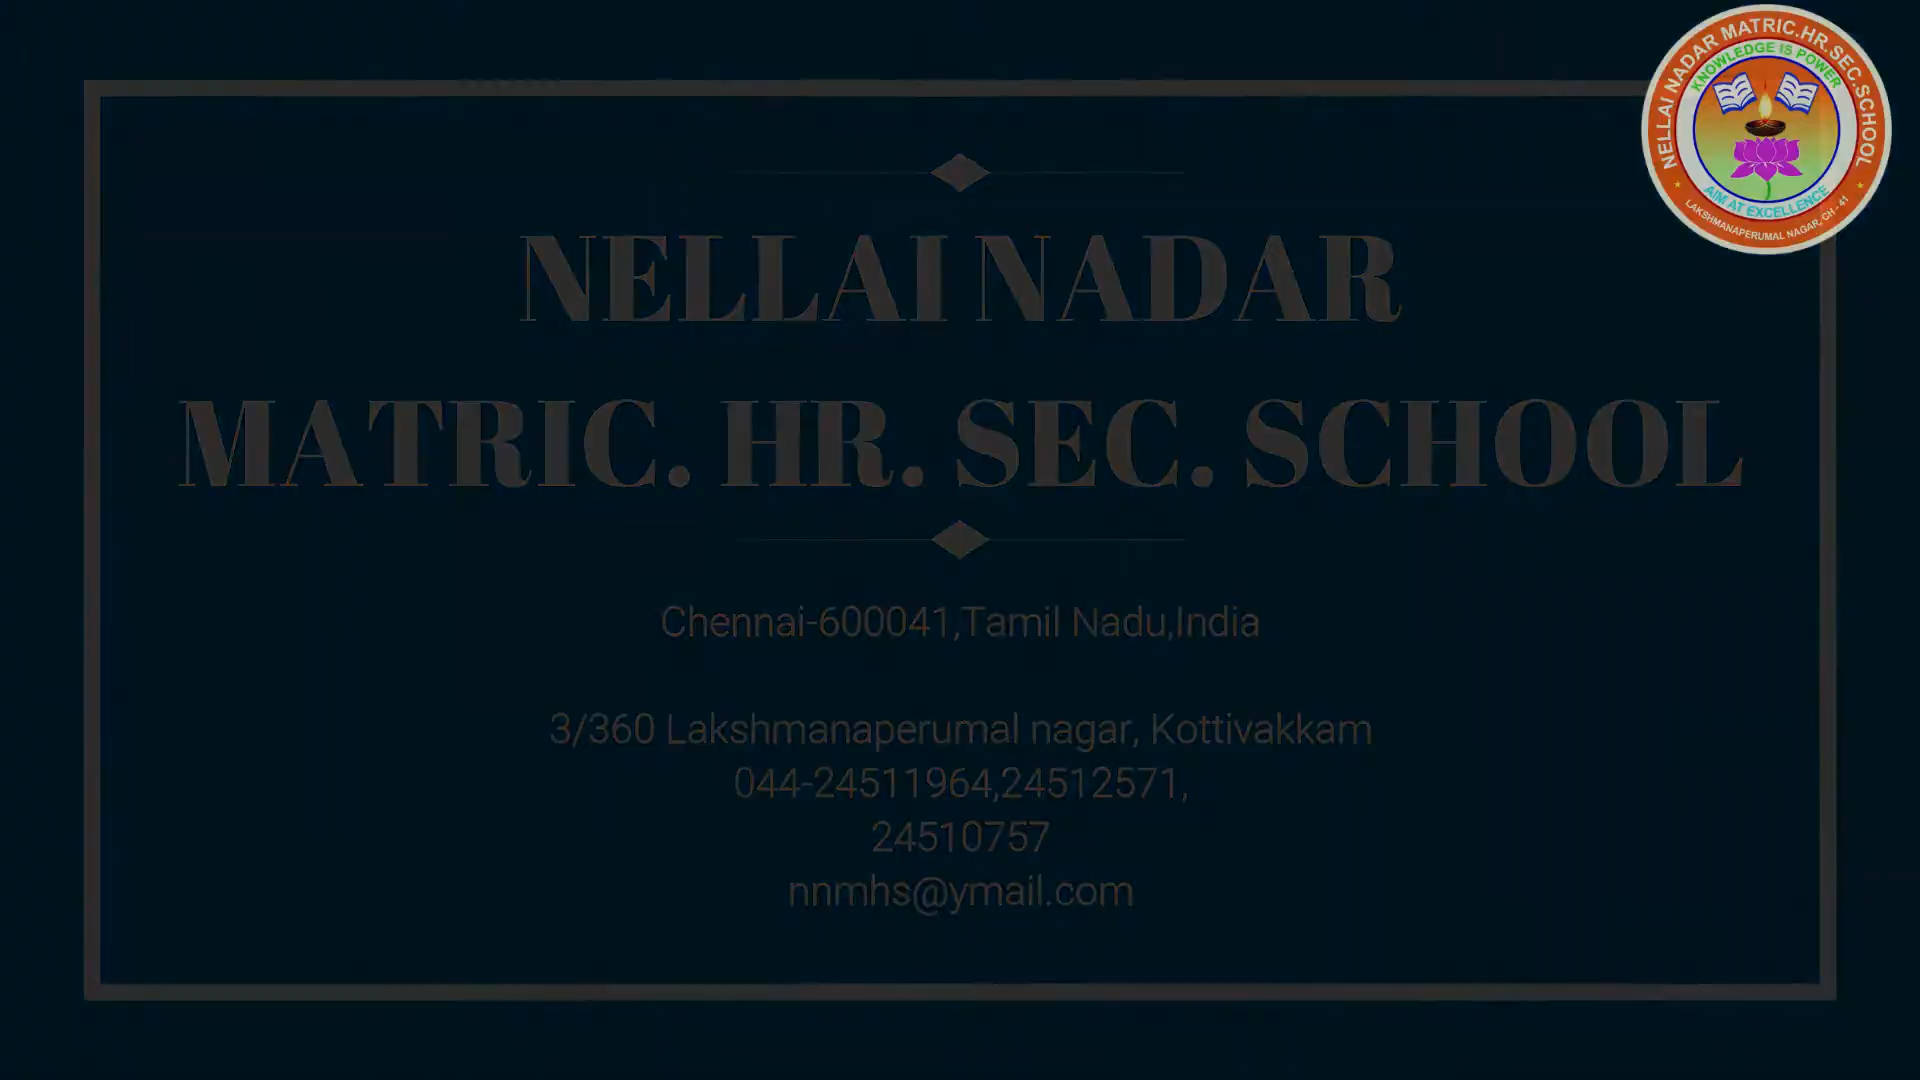 NELLAI NADAR MATRIC.HR.SEC.SCHOOL
KNOWLEDGE IS POWER
AIM AT EXCELLENCE
LAKSHMANAPERUMAL NAGAR, CH - 41
NELLAI NADAR
MATRIC. HR. SEC. SCHOOL
Chennai-600041,Tamil Nadu,India
3/360 Lakshmanaperumal nagar, Kottivakkam
044-24511964,24512571,
24510757
nnmhs@ymail.com